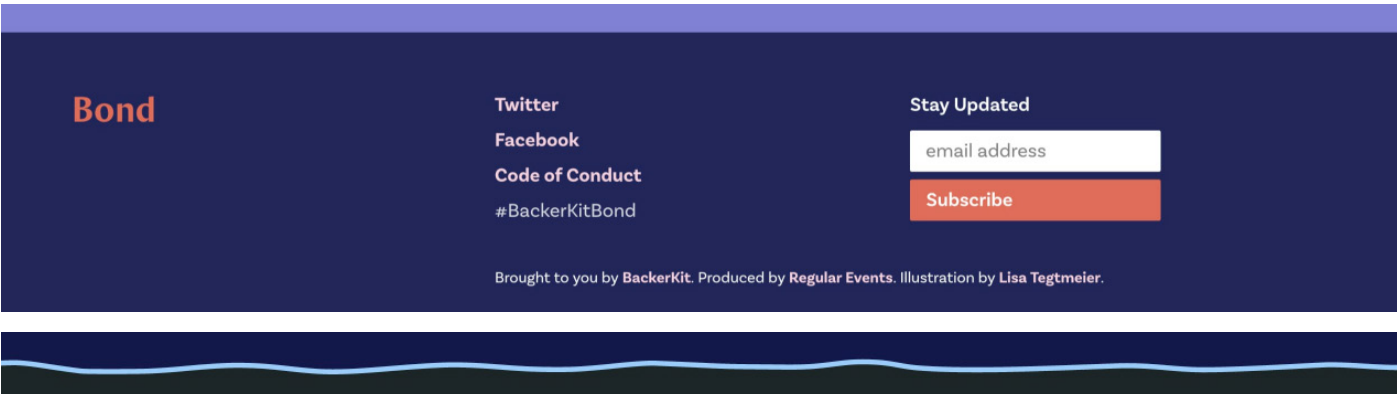 Bond
Twitter
Facebook
Code of Conduct
#BackerKitBond
Stay Updated
email address
Subscribe
Brought to you by BackerKit. Produced by Regular Events. Illustration by Lisa Tegtmeier.